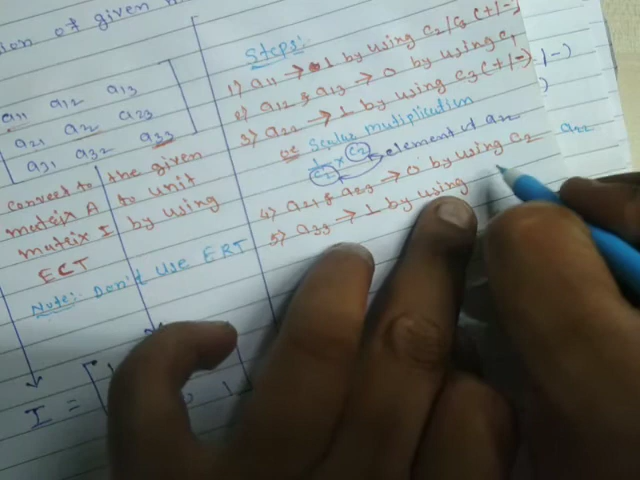 ion of given
a11 a12 a13
a21 a22 a23
a31 a32 a33
Convert to the given
matrix A to unit
matrix I by using
ECT
Note: Don't Use ERT
I = [
Steps:
1) a11 → 1 by using C2/C3 (+/-)
2) a12 & a13 → 0 by using C1
3) a22 → 1 by using C3 (+/-)
or scalar multiplication
element of a22
4) a21 & a23 → 0 by using C2
5) a33 → 1 by using
a22